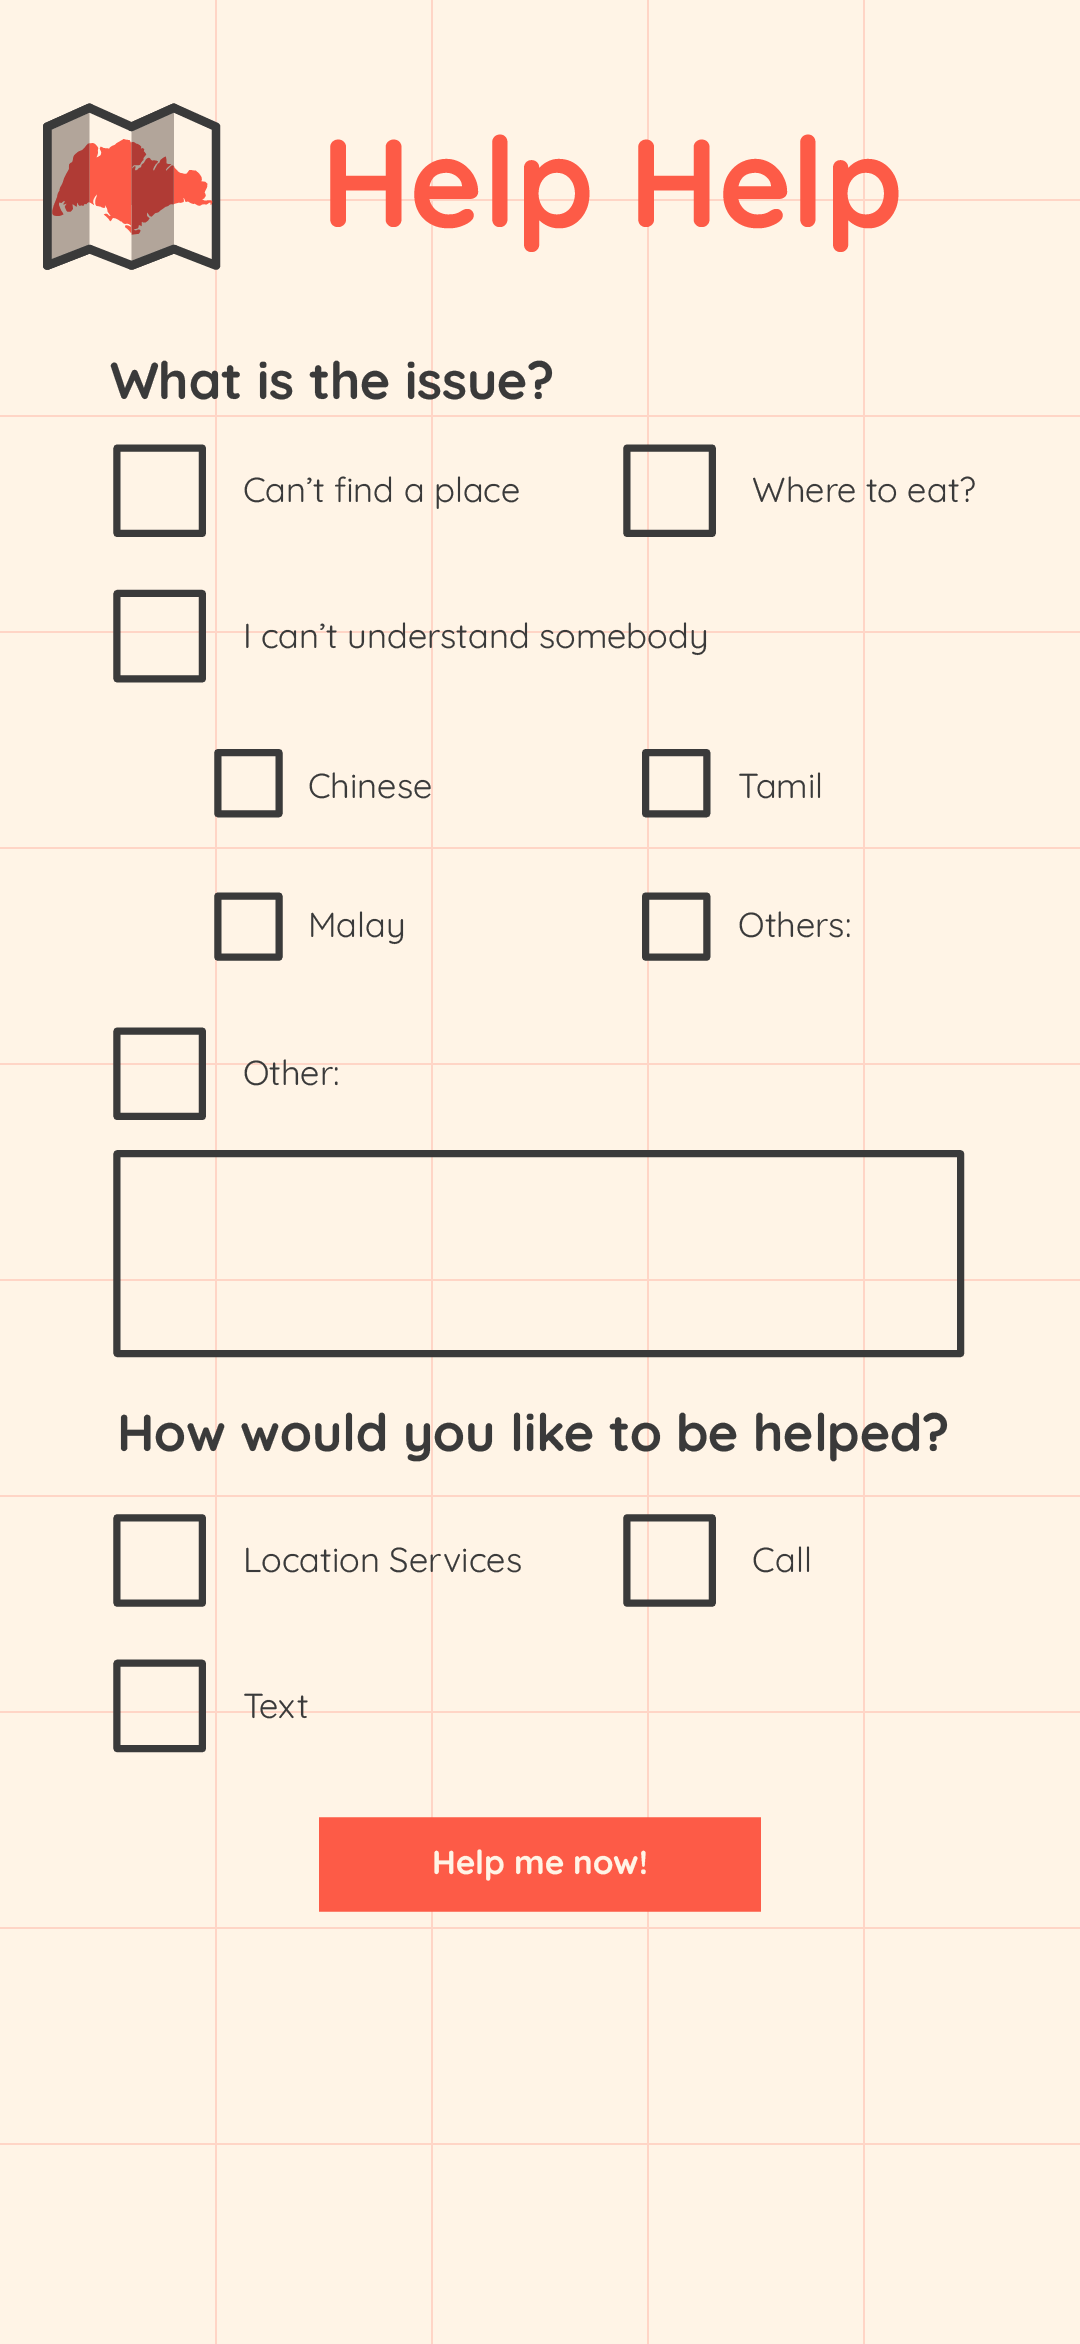 Help Help
What is the issue?
Can’t find a place
Where to eat?
I can’t understand somebody
Chinese
Tamil
Malay
Others:
Other:
How would you like to be helped?
Location Services
Call
Text
Help me now!